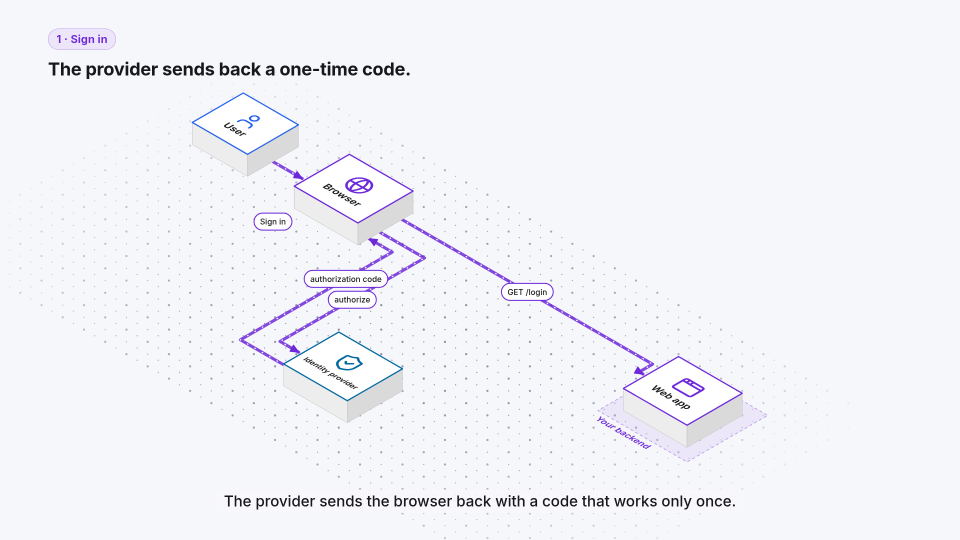 1 · Sign in
The provider sends back a one-time code.
User
Browser
Sign in
authorization code
authorize
GET /login
Identity provider
Web app
Your backend
The provider sends the browser back with a code that works only once.